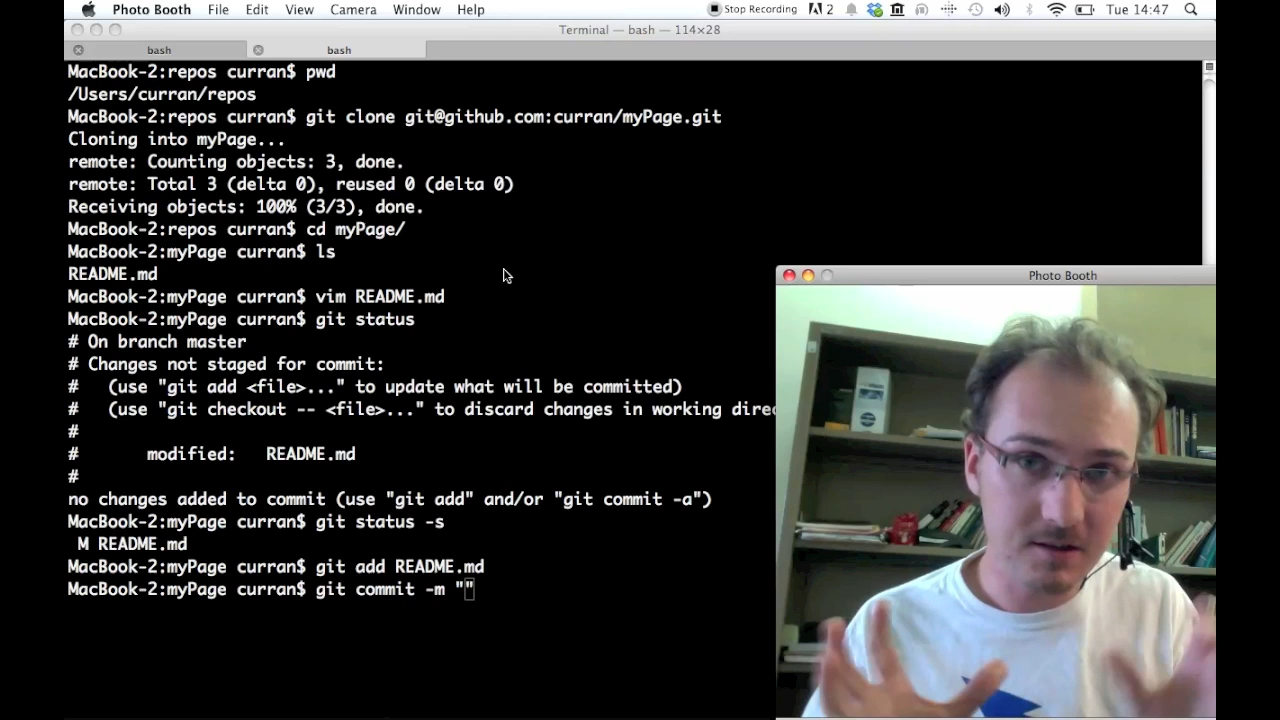 Photo Booth File Edit View Camera Window Help Stop Recording 2 Tue 14:47
Terminal — bash — 114×28
bash bash
MacBook-2:repos curran$ pwd
/Users/curran/repos
MacBook-2:repos curran$ git clone git@github.com:curran/myPage.git
Cloning into myPage...
remote: Counting objects: 3, done.
remote: Total 3 (delta 0), reused 0 (delta 0)
Receiving objects: 100% (3/3), done.
MacBook-2:repos curran$ cd myPage/
MacBook-2:myPage curran$ ls
README.md
MacBook-2:myPage curran$ vim README.md
MacBook-2:myPage curran$ git status
# On branch master
# Changes not staged for commit:
#   (use "git add <file>..." to update what will be committed)
#   (use "git checkout -- <file>..." to discard changes in working direc
#
#       modified:   README.md
#
no changes added to commit (use "git add" and/or "git commit -a")
MacBook-2:myPage curran$ git status -s
 M README.md
MacBook-2:myPage curran$ git add README.md
MacBook-2:myPage curran$ git commit -m ""
Photo Booth